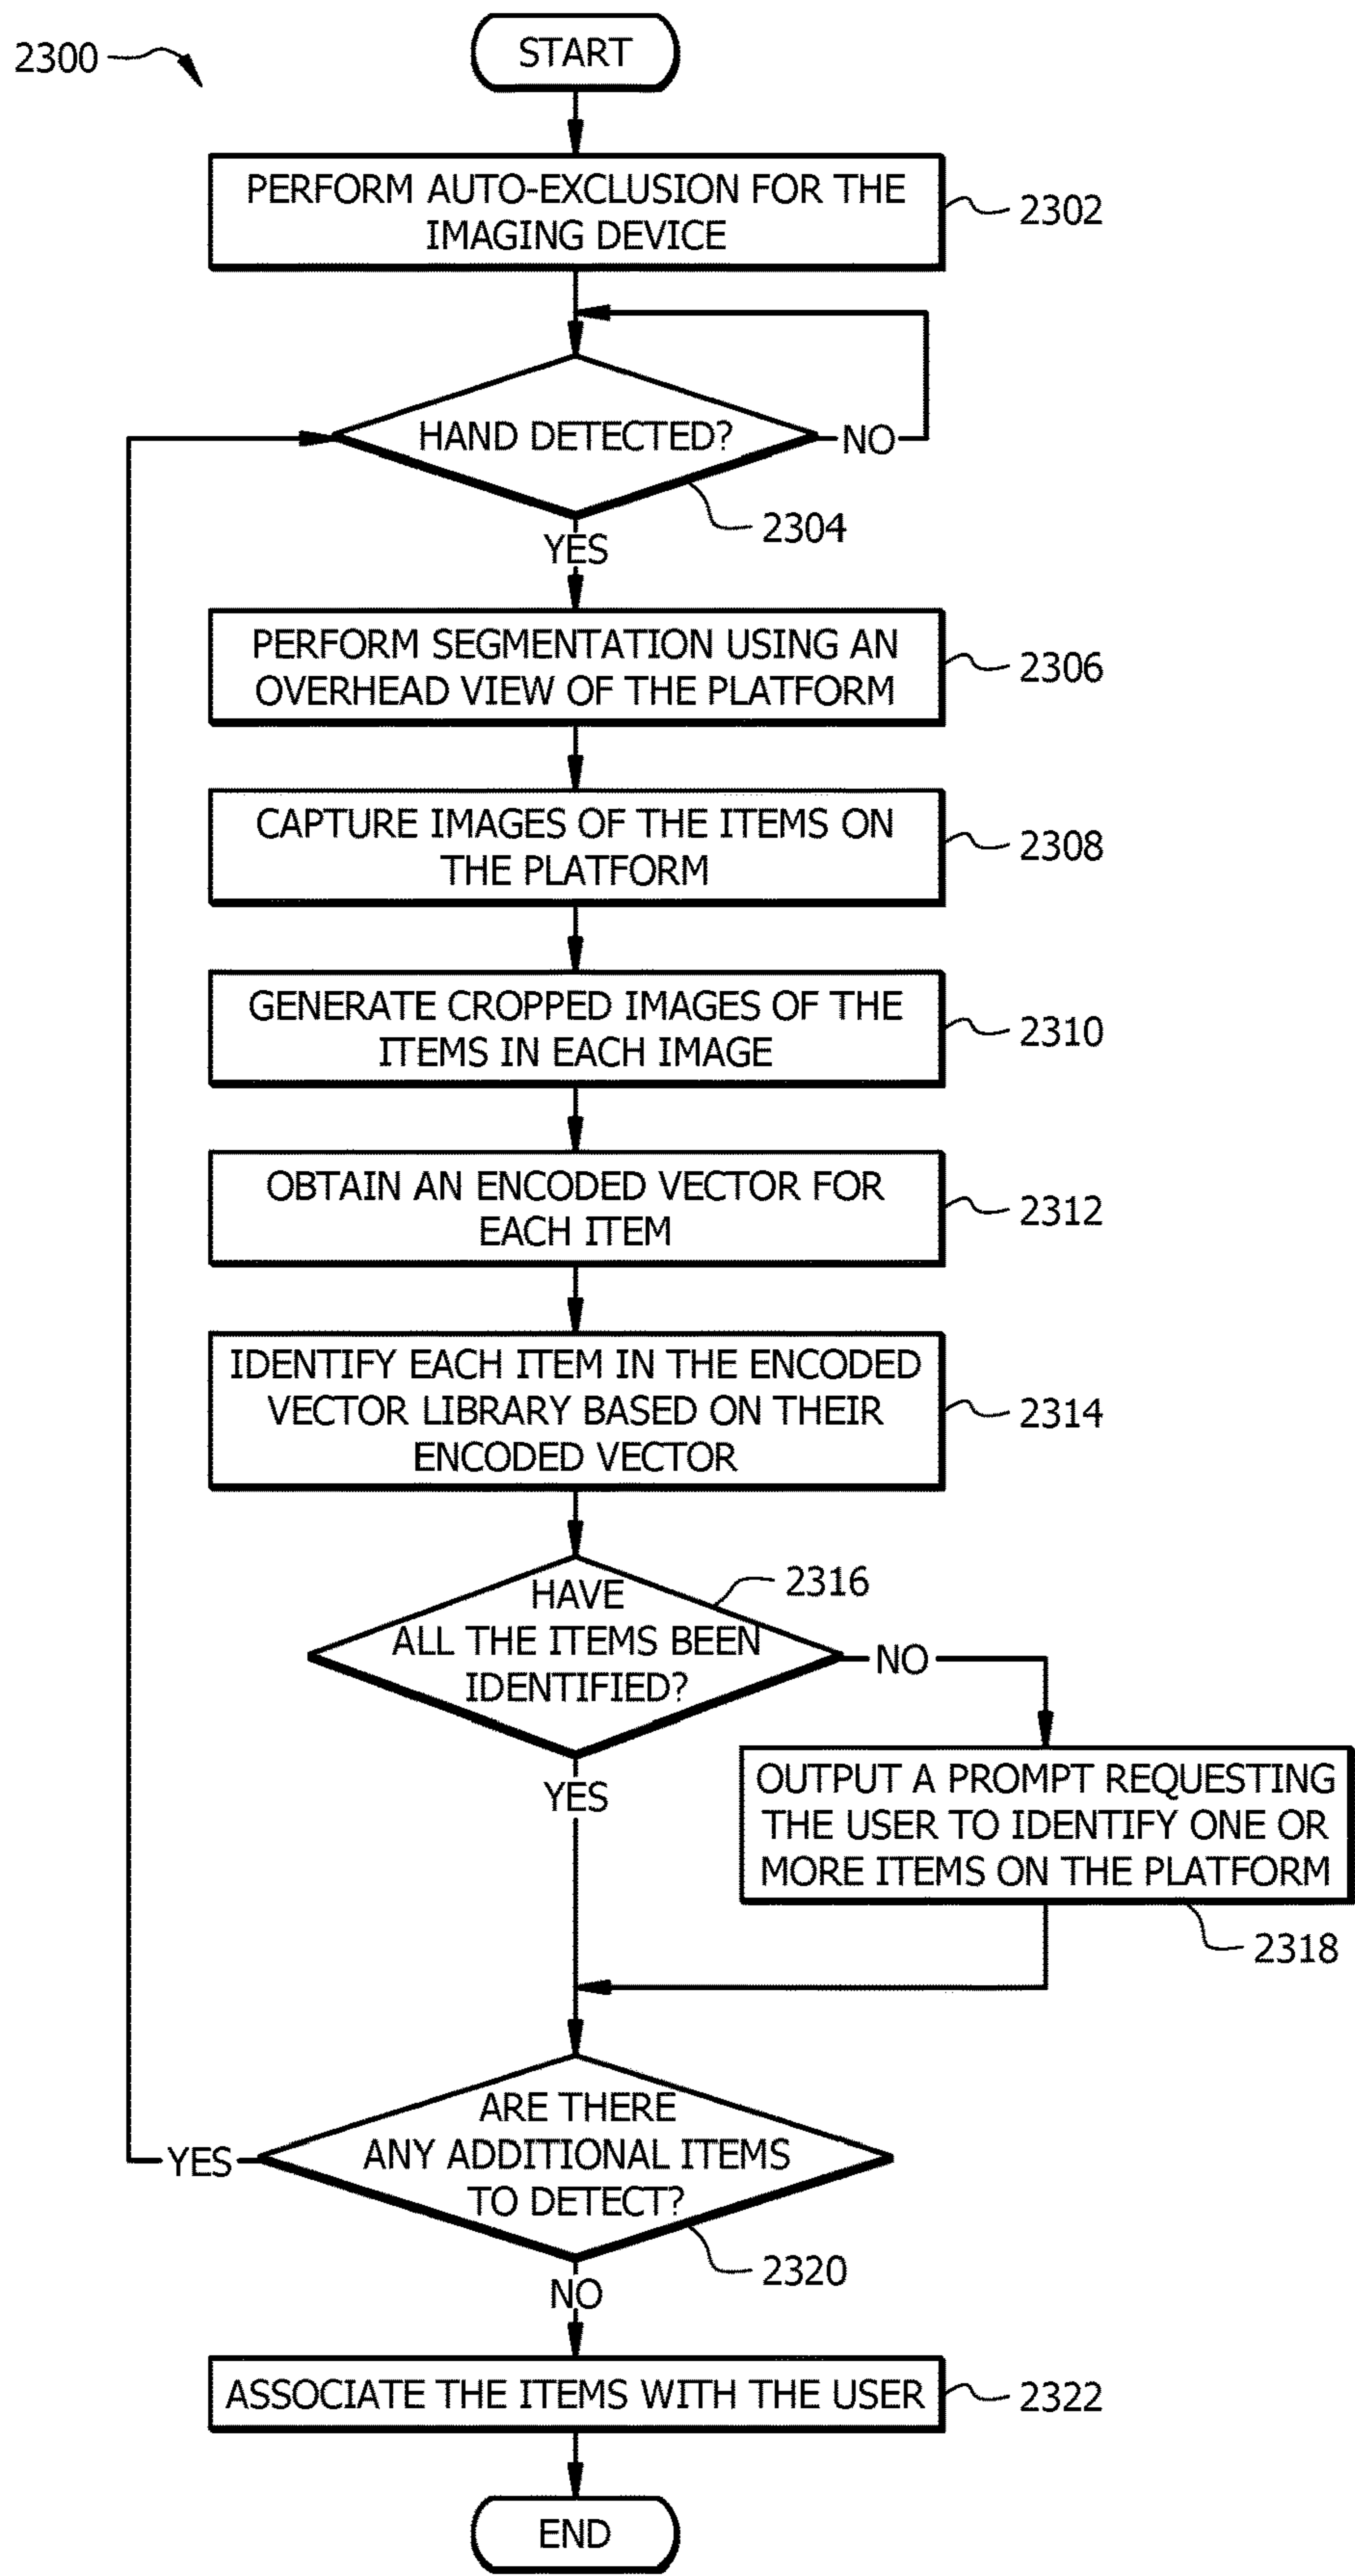 2300
START
PERFORM AUTO-EXCLUSION FOR THE
IMAGING DEVICE
2302
HAND DETECTED?
NO
2304
YES
PERFORM SEGMENTATION USING AN
OVERHEAD VIEW OF THE PLATFORM
2306
CAPTURE IMAGES OF THE ITEMS ON
THE PLATFORM
2308
GENERATE CROPPED IMAGES OF THE
ITEMS IN EACH IMAGE
2310
OBTAIN AN ENCODED VECTOR FOR
EACH ITEM
2312
IDENTIFY EACH ITEM IN THE ENCODED
VECTOR LIBRARY BASED ON THEIR
ENCODED VECTOR
2314
HAVE
ALL THE ITEMS BEEN
IDENTIFIED?
2316
NO
YES
OUTPUT A PROMPT REQUESTING
THE USER TO IDENTIFY ONE OR
MORE ITEMS ON THE PLATFORM
2318
ARE THERE
ANY ADDITIONAL ITEMS
TO DETECT?
YES
2320
NO
ASSOCIATE THE ITEMS WITH THE USER
2322
END